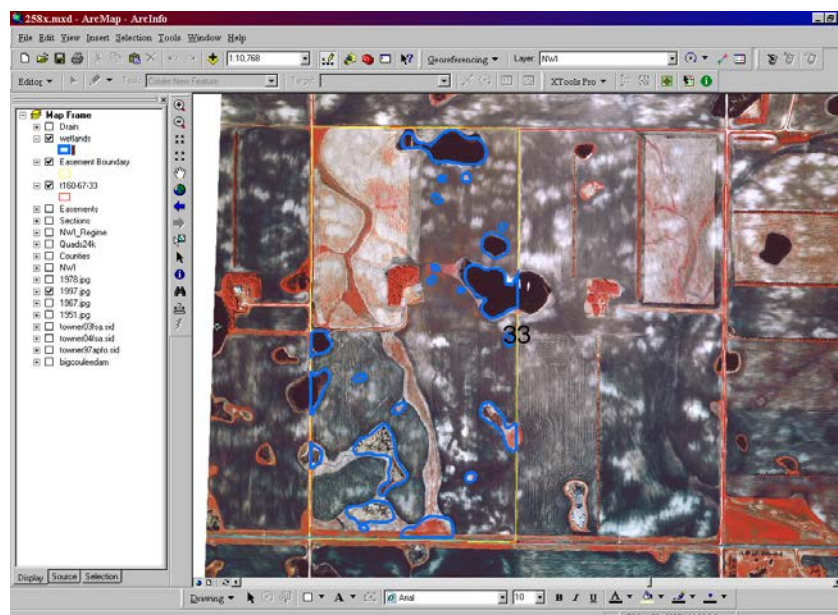 258x.mxd - ArcMap - ArcInfo
File Edit View Insert Selection Tools Window Help
1:10,768 Georeferencing Layer: NWI
Editor Task: Create New Feature Target: XTools Pro
Map Frame
Drain
wetlands
Easement Boundary
t160-67-33
Easements
Sections
NWI_Regime
Quads24k
Counties
NWI
1978.jpg
1997.jpg
1967.jpg
1951.jpg
towner03fsa.sid
towner04fsa.sid
towner97apfo.sid
bigcouleedam
33
Display Source Selection
Drawing A Arial 10 B I U A